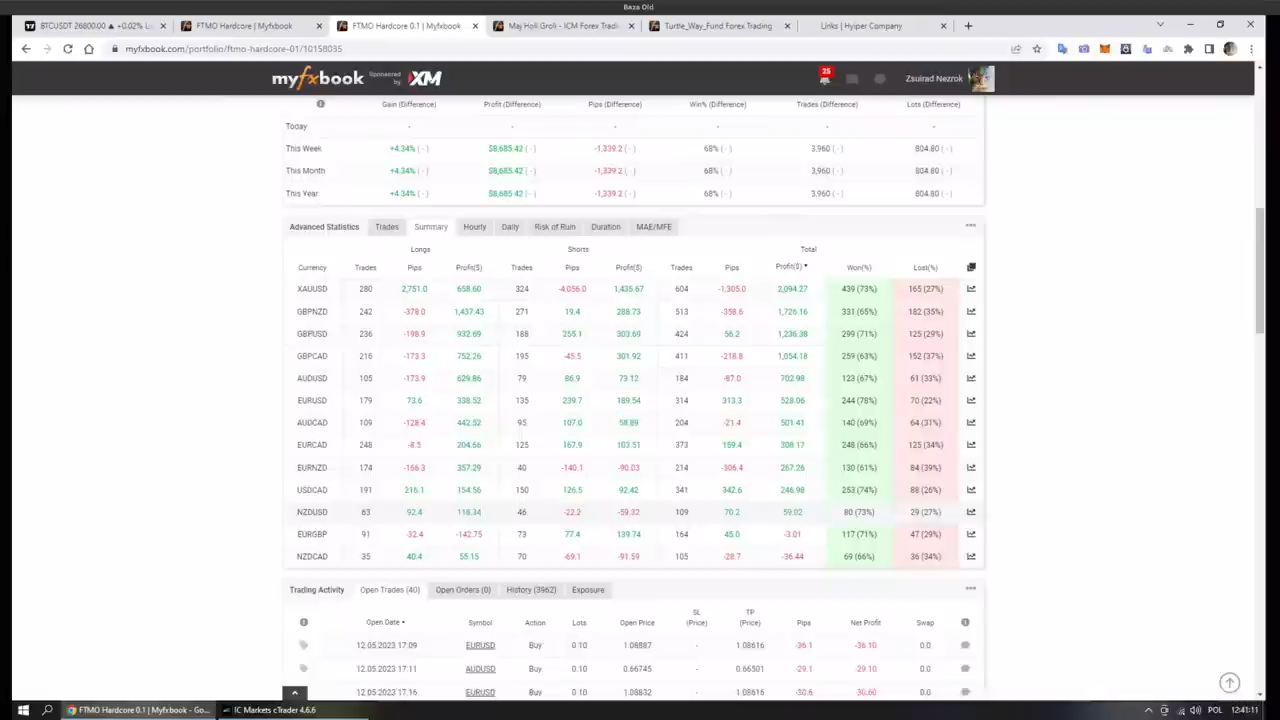 Baza Old
BTCUSDT 26800.00 ▲ +0.02% FTMO Hardcore | Myfxbook FTMO Hardcore 0.1 | Myfxbook Maj Holi Groli - ICM Forex Tradi Turtle_Way_Fund Forex Trading Links | Hyiper Company
myfxbook.com/portfolio/ftmo-hardcore-01/10158035
myfxbook Sponsored by XM 25 Zsuirad Nezrok
Gain (Difference) Profit (Difference) Pips (Difference) Win% (Difference) Trades (Difference) Lots (Difference)
Today - - - - - -
This Week +4.34% ( - ) $8,685.42 ( - ) -1,339.2 ( - ) 68% ( - ) 3,960 ( - ) 804.80 ( - )
This Month +4.34% ( - ) $8,685.42 ( - ) -1,339.2 ( - ) 68% ( - ) 3,960 ( - ) 804.80 ( - )
This Year +4.34% ( - ) $8,685.42 ( - ) -1,339.2 ( - ) 68% ( - ) 3,960 ( - ) 804.80 ( - )
Advanced Statistics Trades Summary Hourly Daily Risk of Ruin Duration MAE/MFE
Longs Shorts Total
Currency Trades Pips Profit($) Trades Pips Profit($) Trades Pips Profit($) Won(%) Lost(%)
XAUUSD 280 2,751.0 658.60 324 -4,056.0 1,435.67 604 -1,305.0 2,094.27 439 (73%) 165 (27%)
GBPNZD 242 -378.0 1,437.43 271 19.4 288.73 513 -358.6 1,726.16 331 (65%) 182 (35%)
GBPUSD 236 -198.9 932.69 188 255.1 303.69 424 56.2 1,236.38 299 (71%) 125 (29%)
GBPCAD 216 -173.3 752.26 195 -45.5 301.92 411 -218.8 1,054.18 259 (63%) 152 (37%)
AUDUSD 105 -173.9 629.86 79 86.9 73.12 184 -87.0 702.98 123 (67%) 61 (33%)
EURUSD 179 73.6 338.52 135 239.7 189.54 314 313.3 528.06 244 (78%) 70 (22%)
AUDCAD 109 -128.4 442.52 95 107.0 58.89 204 -21.4 501.41 140 (69%) 64 (31%)
EURCAD 248 -8.5 204.66 125 167.9 103.51 373 159.4 308.17 248 (66%) 125 (34%)
EURNZD 174 -166.3 357.29 40 -140.1 -90.03 214 -306.4 267.26 130 (61%) 84 (39%)
USDCAD 191 216.1 154.56 150 126.5 92.42 341 342.6 246.98 253 (74%) 88 (26%)
NZDUSD 63 92.4 118.34 46 -22.2 -59.32 109 70.2 59.02 80 (73%) 29 (27%)
EURGBP 91 -32.4 -142.75 73 77.4 139.74 164 45.0 -3.01 117 (71%) 47 (29%)
NZDCAD 35 40.4 55.15 70 -69.1 -91.59 105 -28.7 -36.44 69 (66%) 36 (34%)
Trading Activity Open Trades (40) Open Orders (0) History (3962) Exposure
Open Date Symbol Action Lots Open Price SL (Price) TP (Price) Pips Net Profit Swap
12.05.2023 17:09 EURUSD Buy 0.10 1.08887 - 1.08616 -36.1 -36.10 0.0
12.05.2023 17:11 AUDUSD Buy 0.10 0.66745 - 0.66501 -29.1 -29.10 0.0
12.05.2023 17:16 EURUSD Buy 0.10 1.08832 - 1.08616 -30.6 -30.60 0.0
FTMO Hardcore 0.1 | Myfxbook - Go... IC Markets cTrader 4.6.6 POL 12:41:11